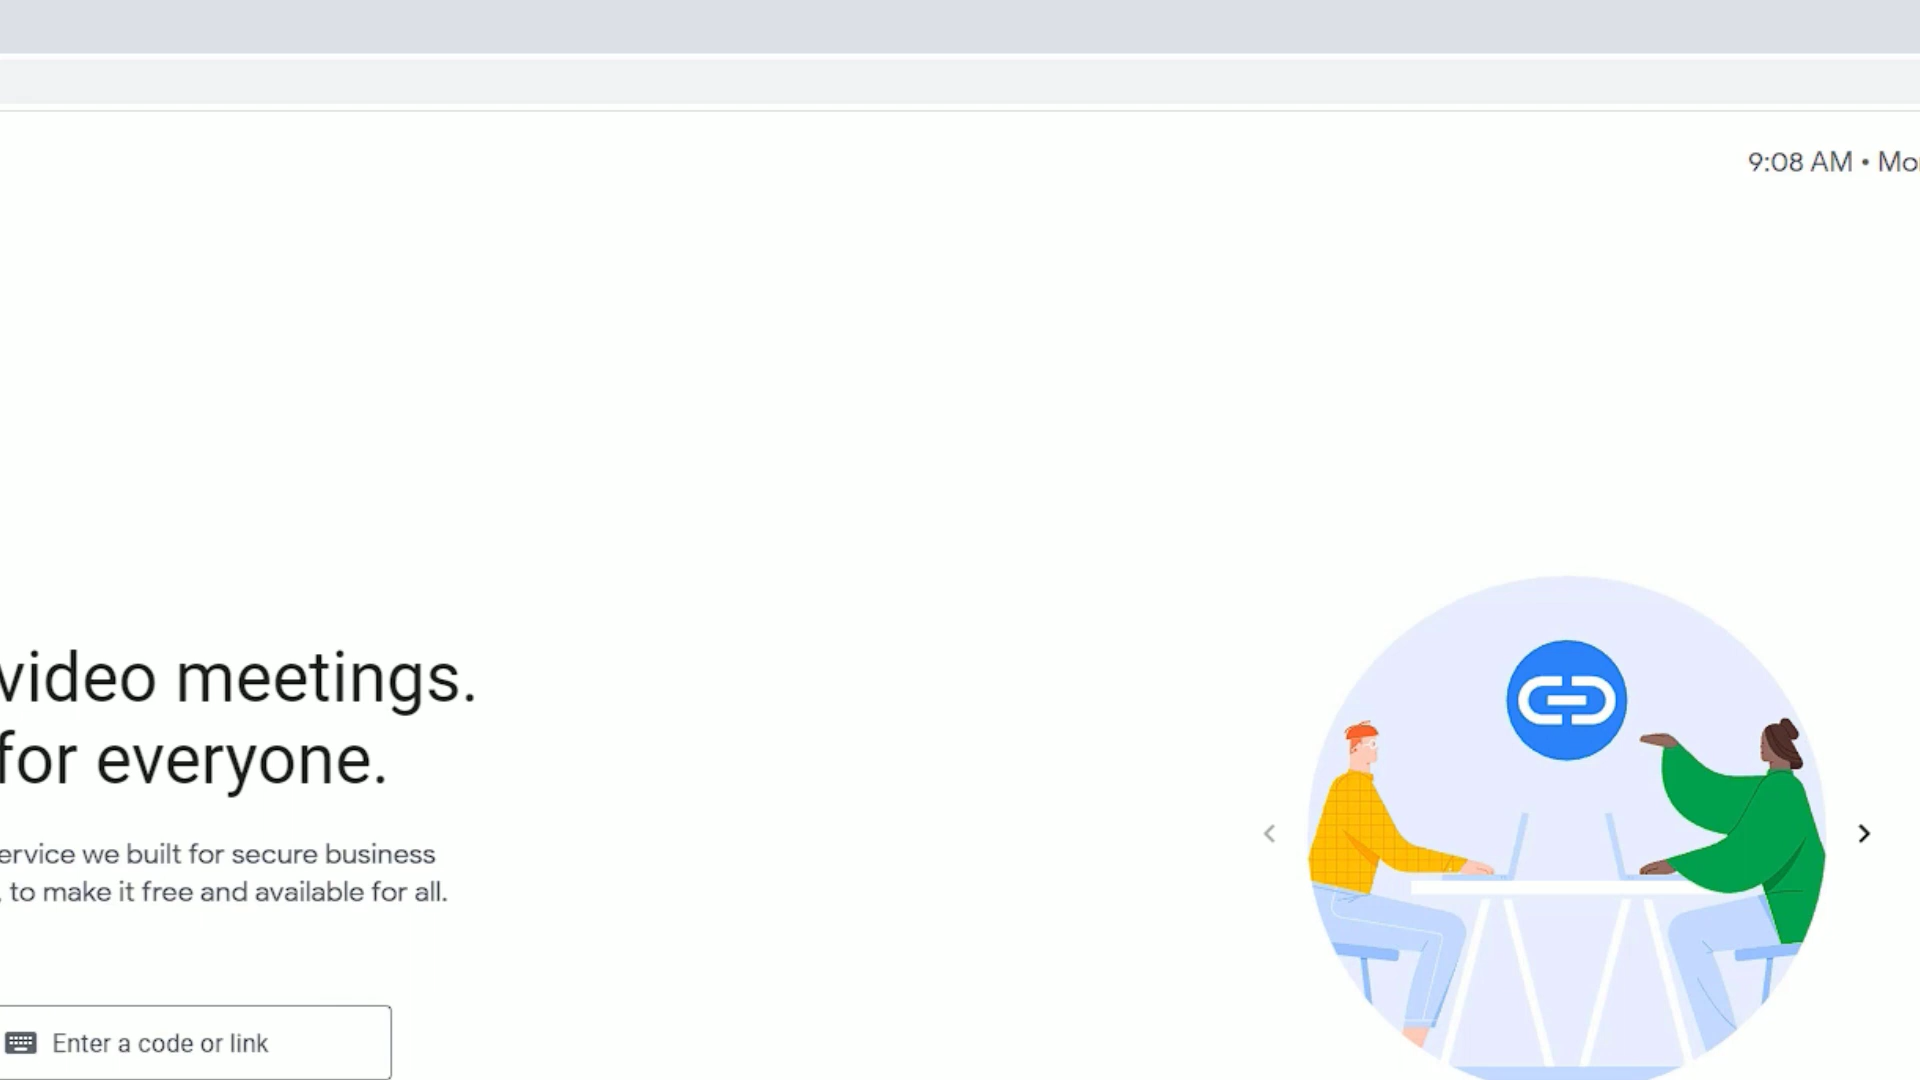 9:08 AM • Mo
video meetings.
for everyone.
ervice we built for secure business
to make it free and available for all.
Enter a code or link